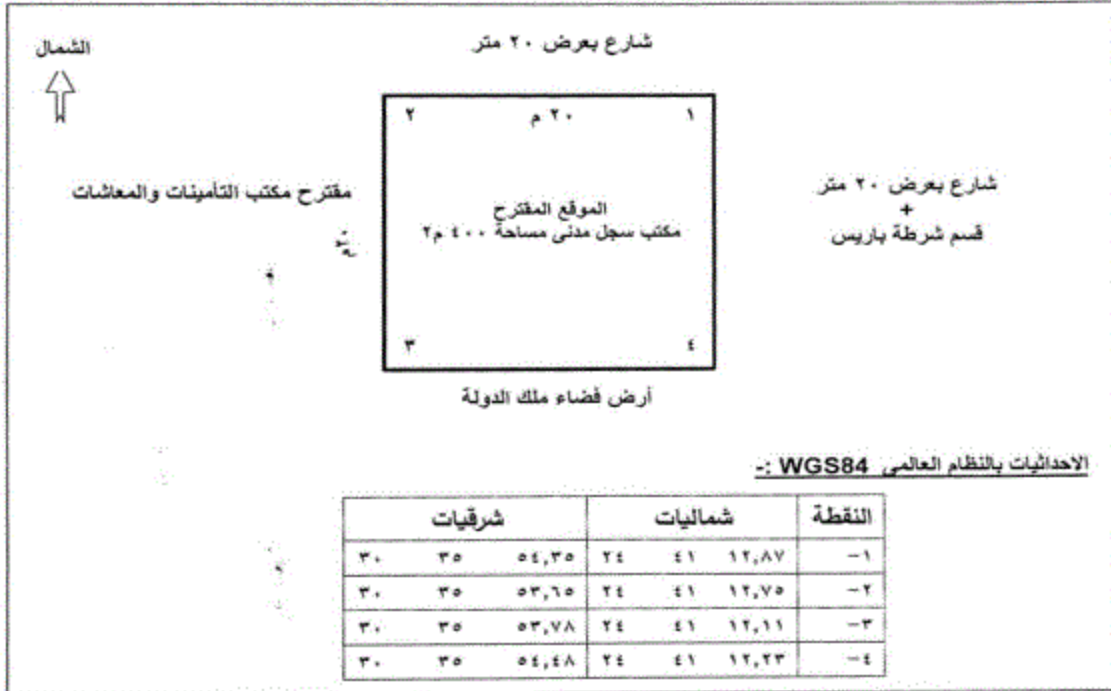 شارع بعرض ٢٠ متر
الشمال
١ ٢٠ م ٢
شارع بعرض ٢٠ متر
+
قسم شرطة باريس
الموقع المقترح
مكتب سجل مدنى مساحة ٤٠٠ م٢
مقترح مكتب التأمينات والمعاشات
٢٠ م
٤ ٣
أرض فضاء ملك الدولة
الاحداثيات بالنظام العالمى WGS84 :-
النقطة شماليات شرقيات
١- ١٢,٨٧ ٤١ ٢٤ ٥٤,٣٥ ٣٥ ٣٠
٢- ١٢,٧٥ ٤١ ٢٤ ٥٣,٦٥ ٣٥ ٣٠
٣- ١٢,١١ ٤١ ٢٤ ٥٣,٧٨ ٣٥ ٣٠
٤- ١٢,٢٣ ٤١ ٢٤ ٥٤,٤٨ ٣٥ ٣٠